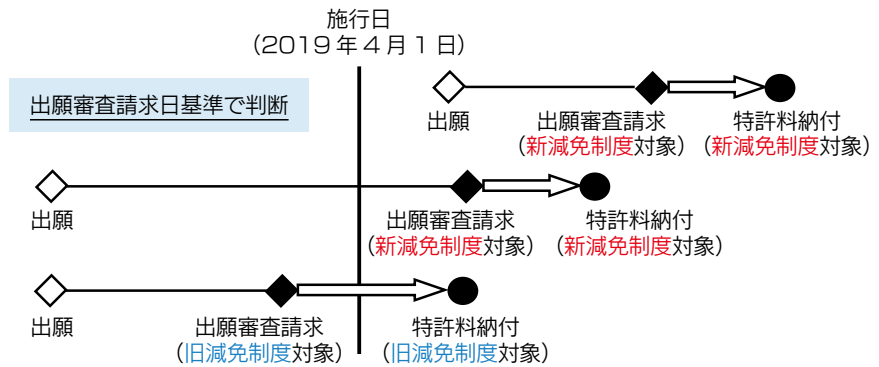 施行日
（2019年4月1日）
出願審査請求日基準で判断
出願
出願審査請求
（新減免制度対象）
特許料納付
（新減免制度対象）
出願
出願審査請求
（新減免制度対象）
特許料納付
（新減免制度対象）
出願
出願審査請求
（旧減免制度対象）
特許料納付
（旧減免制度対象）